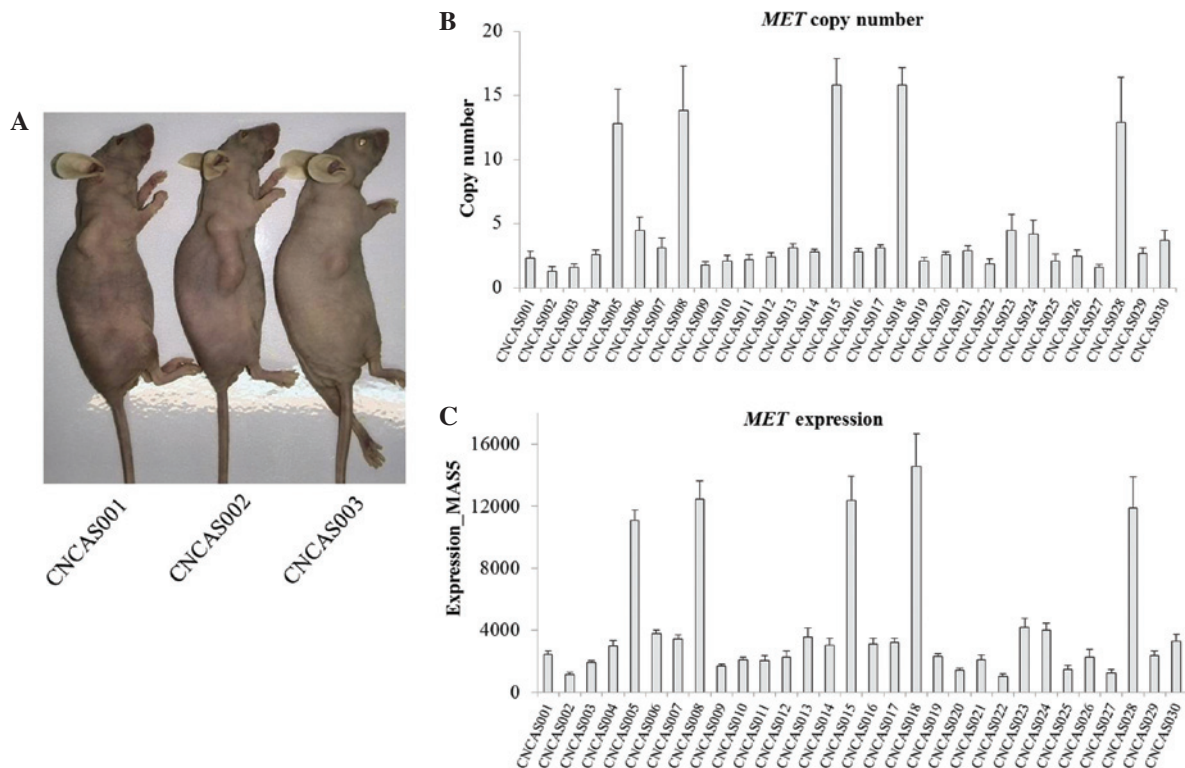 A
CNCAS001
CNCAS002
CNCAS003
B
MET copy number
Copy number
20
15
10
5
0
CNCAS001
CNCAS002
CNCAS003
CNCAS004
CNCAS005
CNCAS006
CNCAS007
CNCAS008
CNCAS009
CNCAS010
CNCAS011
CNCAS012
CNCAS013
CNCAS014
CNCAS015
CNCAS016
CNCAS017
CNCAS018
CNCAS019
CNCAS020
CNCAS021
CNCAS022
CNCAS023
CNCAS024
CNCAS025
CNCAS026
CNCAS027
CNCAS028
CNCAS029
CNCAS030
C
MET expression
Expression_MAS5
16000
12000
8000
4000
0
CNCAS001
CNCAS002
CNCAS003
CNCAS004
CNCAS005
CNCAS006
CNCAS007
CNCAS008
CNCAS009
CNCAS010
CNCAS011
CNCAS012
CNCAS013
CNCAS014
CNCAS015
CNCAS016
CNCAS017
CNCAS018
CNCAS019
CNCAS020
CNCAS021
CNCAS022
CNCAS023
CNCAS024
CNCAS025
CNCAS026
CNCAS027
CNCAS028
CNCAS029
CNCAS030